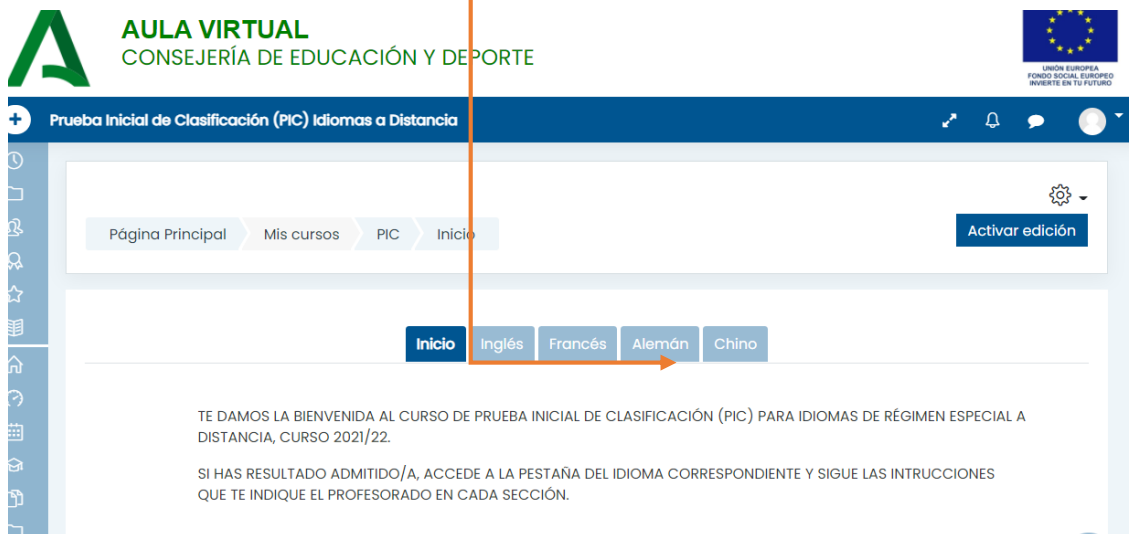 AULA VIRTUAL
CONSEJERÍA DE EDUCACIÓN Y DEPORTE
UNIÓN EUROPEA
FONDO SOCIAL EUROPEO
INVIERTE EN TU FUTURO
Prueba Inicial de Clasificación (PIC) Idiomas a Distancia
Página Principal Mis cursos PIC Inicio
Activar edición
Inicio Inglés Francés Alemán Chino
TE DAMOS LA BIENVENIDA AL CURSO DE PRUEBA INICIAL DE CLASIFICACIÓN (PIC) PARA IDIOMAS DE RÉGIMEN ESPECIAL A
DISTANCIA, CURSO 2021/22.
SI HAS RESULTADO ADMITIDO/A, ACCEDE A LA PESTAÑA DEL IDIOMA CORRESPONDIENTE Y SIGUE LAS INTRUCCIONES
QUE TE INDIQUE EL PROFESORADO EN CADA SECCIÓN.